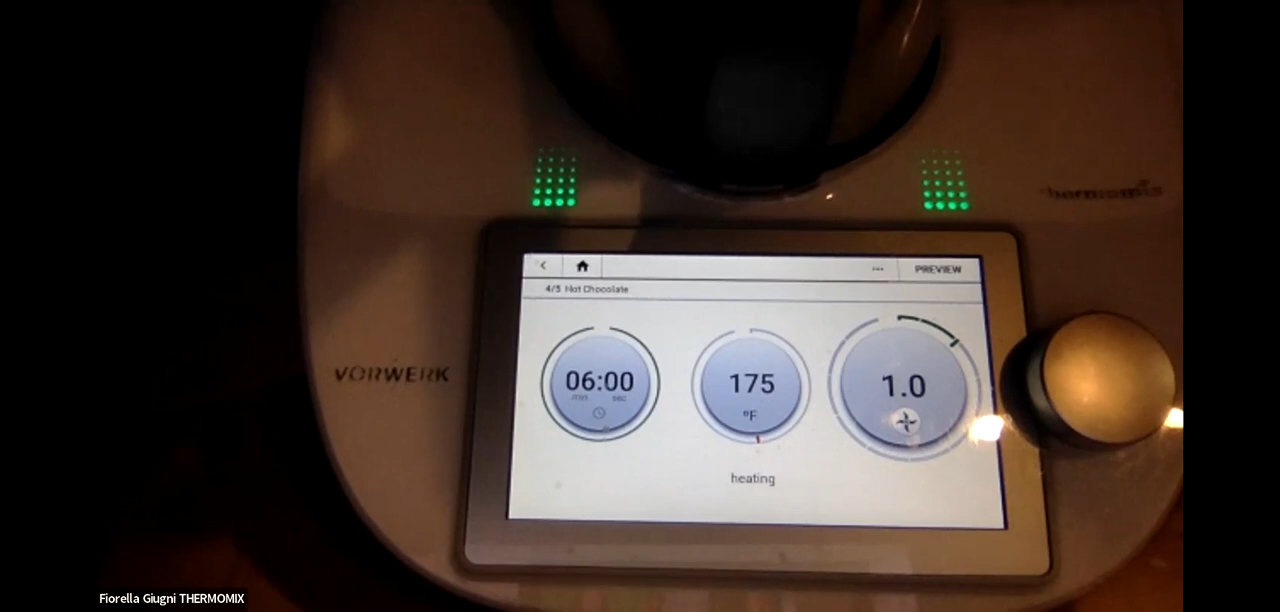 thermomix
PREVIEW
4/5 Hot Chocolate
VORWERK
06:00
min sec
175
°F
1.0
heating
Fiorella Giugni THERMOMIX